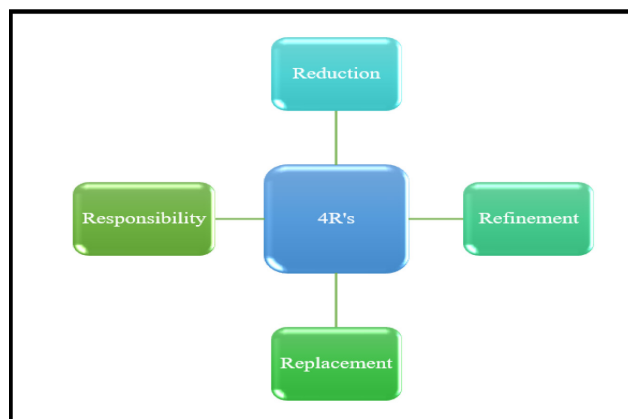 Reduction
Responsibility
4R's
Refinement
Replacement